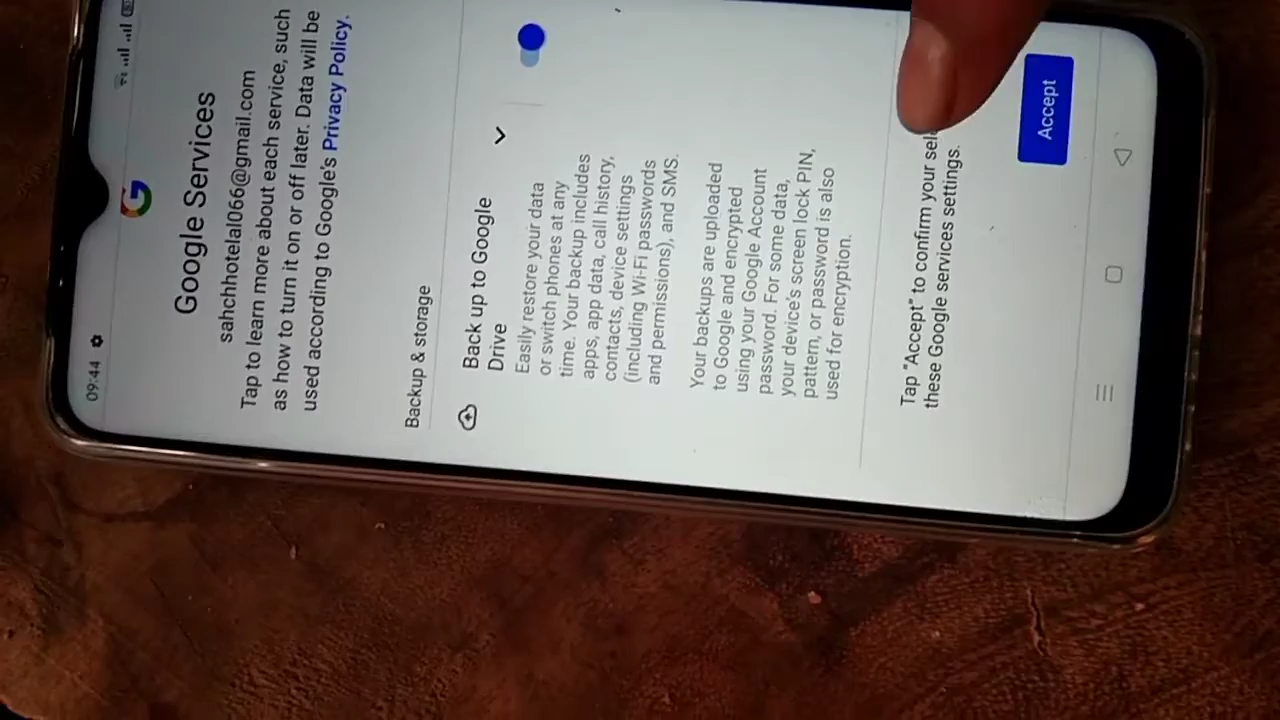 09:44
Google Services
sahchhotelal066@gmail.com
Tap to learn more about each service, such
as how to turn it on or off later. Data will be
used according to Google's Privacy Policy.
Backup & storage
Back up to Google
Drive
Easily restore your data
or switch phones at any
time. Your backup includes
apps, app data, call history,
contacts, device settings
(including Wi-Fi passwords
and permissions), and SMS.
Your backups are uploaded
to Google and encrypted
using your Google Account
password. For some data,
your device's screen lock PIN,
pattern, or password is also
used for encryption.
Tap "Accept" to confirm your
these Google services settings.
Accept